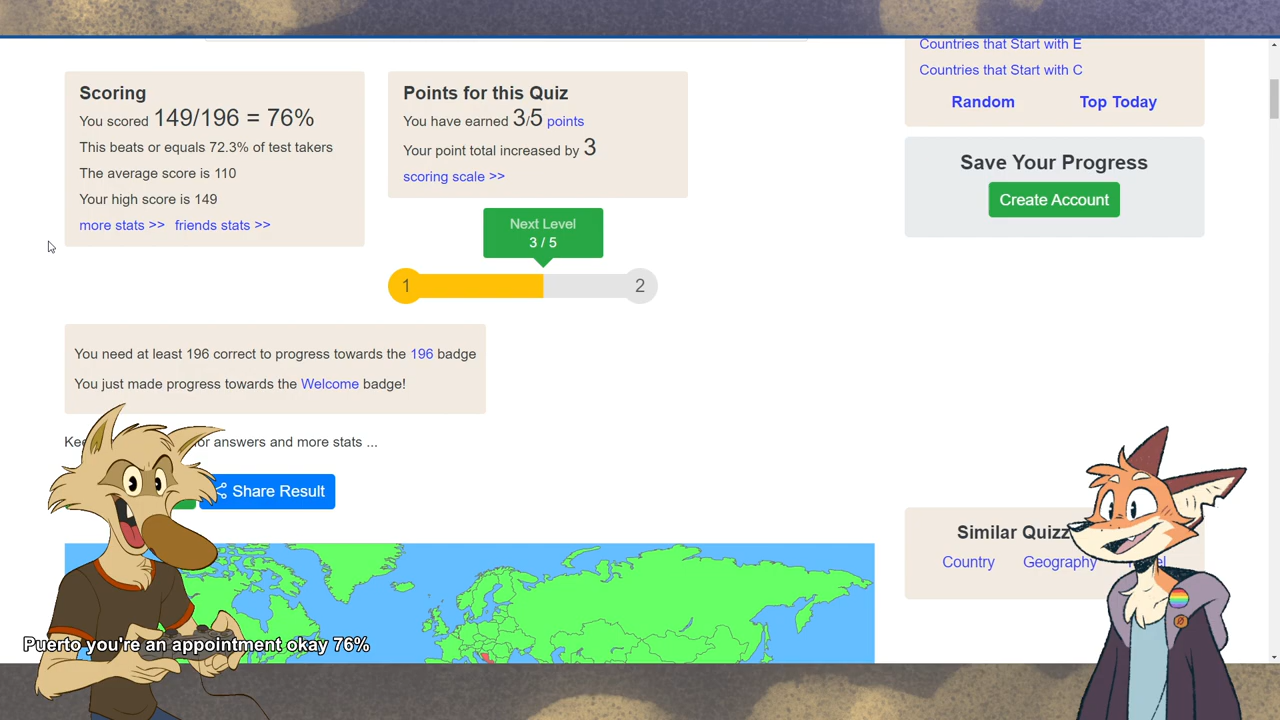 Scoring
You scored 149/196 = 76%
This beats or equals 72.3% of test takers
The average score is 110
Your high score is 149
more stats >> friends stats >>
Points for this Quiz
You have earned 3/5 points
Your point total increased by 3
scoring scale >>
Next Level
3 / 5
1
2
You need at least 196 correct to progress towards the 196 badge
You just made progress towards the Welcome badge!
answers and more stats ...
Share Result
Countries that Start with E
Countries that Start with C
Random Top Today
Save Your Progress
Create Account
Similar
Country Geography
Puerto you're an appointment okay 76%